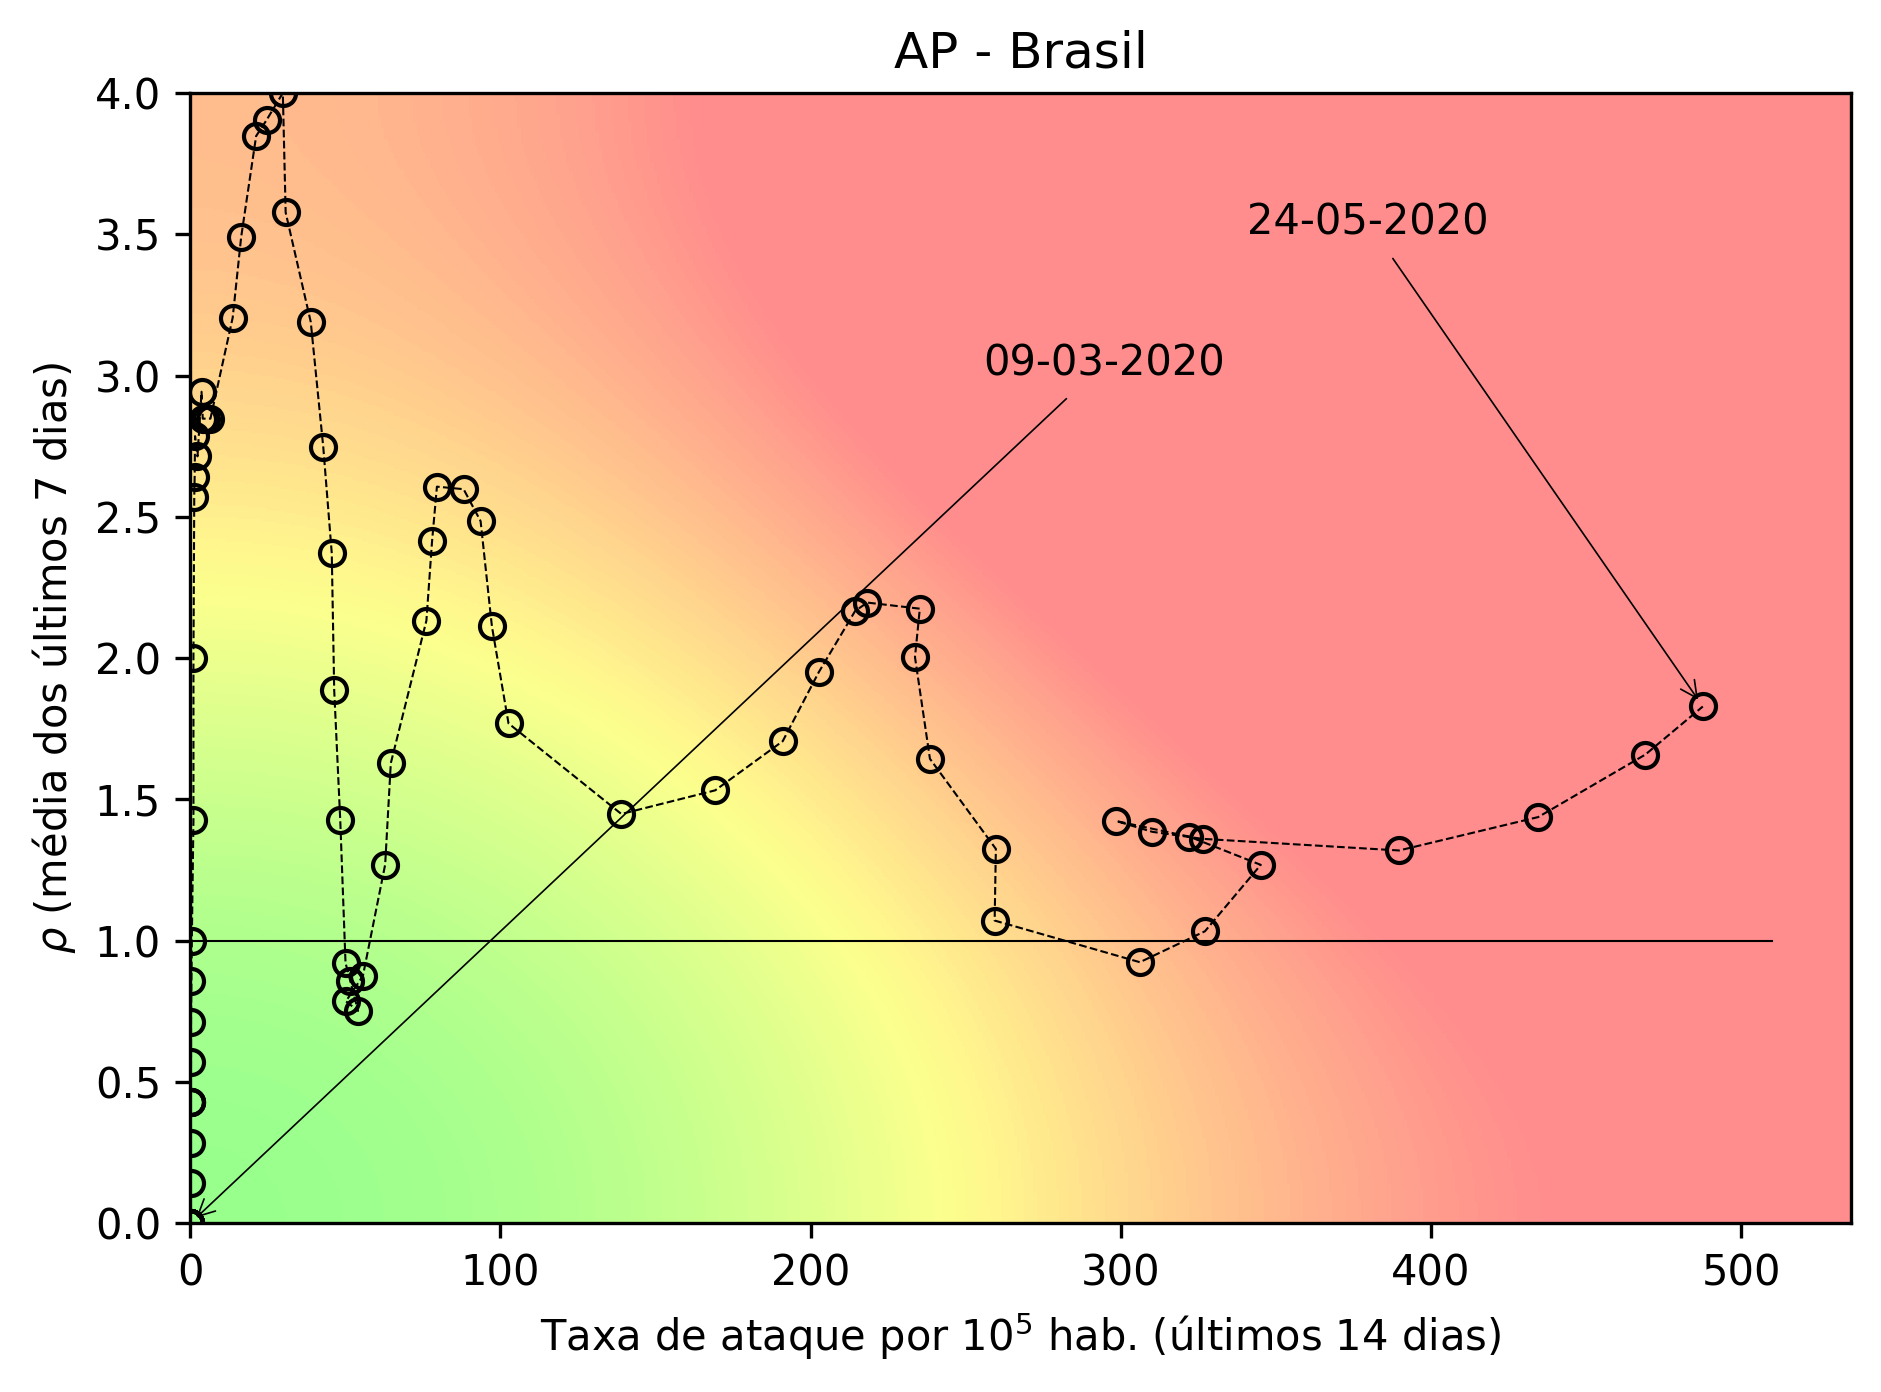 AP - Brasil
4.0
3.5
3.0
2.5
2.0
1.5
1.0
0.5
0.0
ρ (média dos últimos 7 dias)
24-05-2020
09-03-2020
0 100 200 300 400 500
Taxa de ataque por 10⁵ hab. (últimos 14 dias)